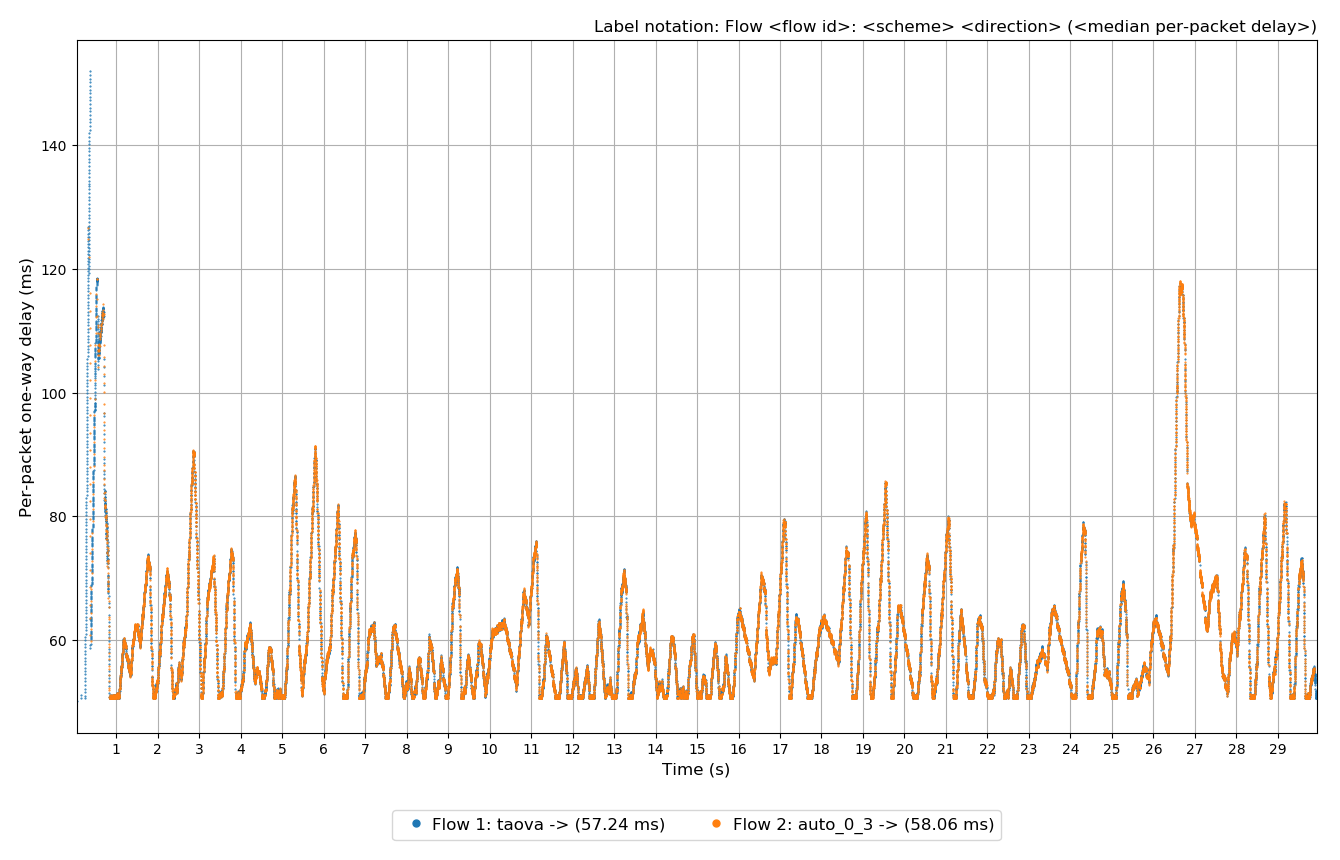 Label notation: Flow <flow id>: <scheme> <direction> (<median per-packet delay>)
Per-packet one-way delay (ms)
140
120
100
80
60
1 2 3 4 5 6 7 8 9 10 11 12 13 14 15 16 17 18 19 20 21 22 23 24 25 26 27 28 29
Time (s)
Flow 1: taova -> (57.24 ms) Flow 2: auto_0_3 -> (58.06 ms)